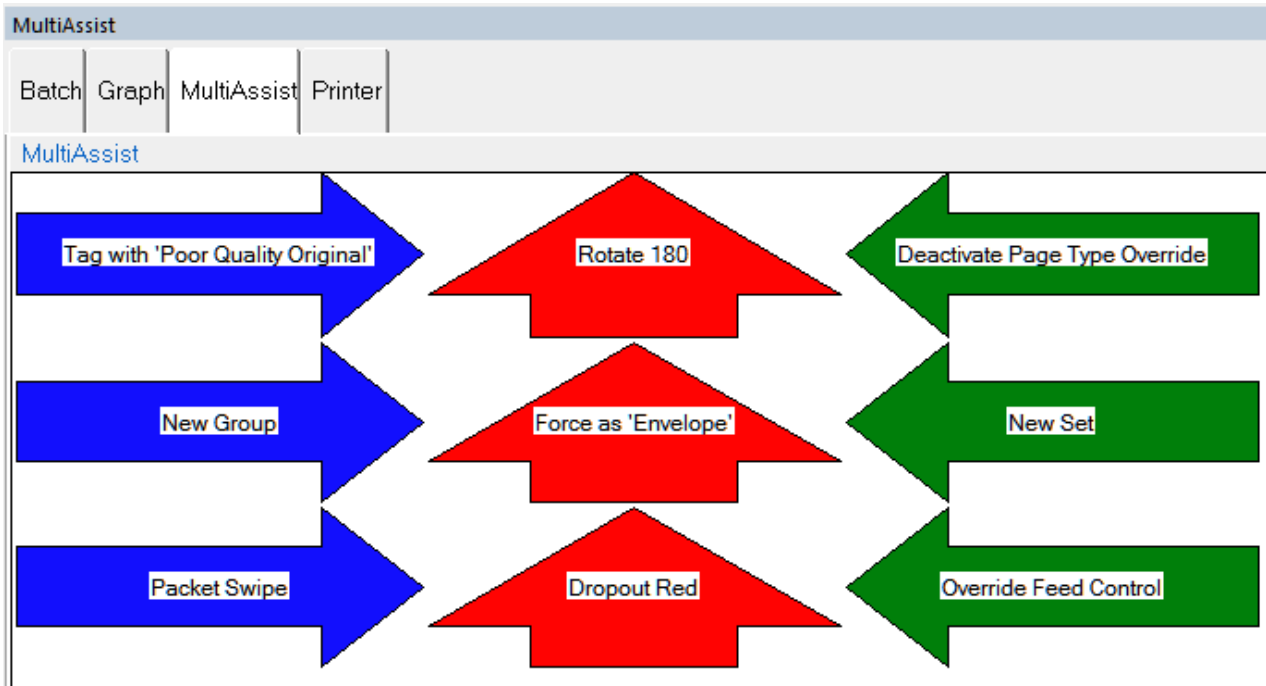 MultiAssist
Batch Graph MultiAssist Printer
MultiAssist
Tag with 'Poor Quality Original' Rotate 180 Deactivate Page Type Override
New Group Force as 'Envelope' New Set
Packet Swipe Dropout Red Override Feed Control